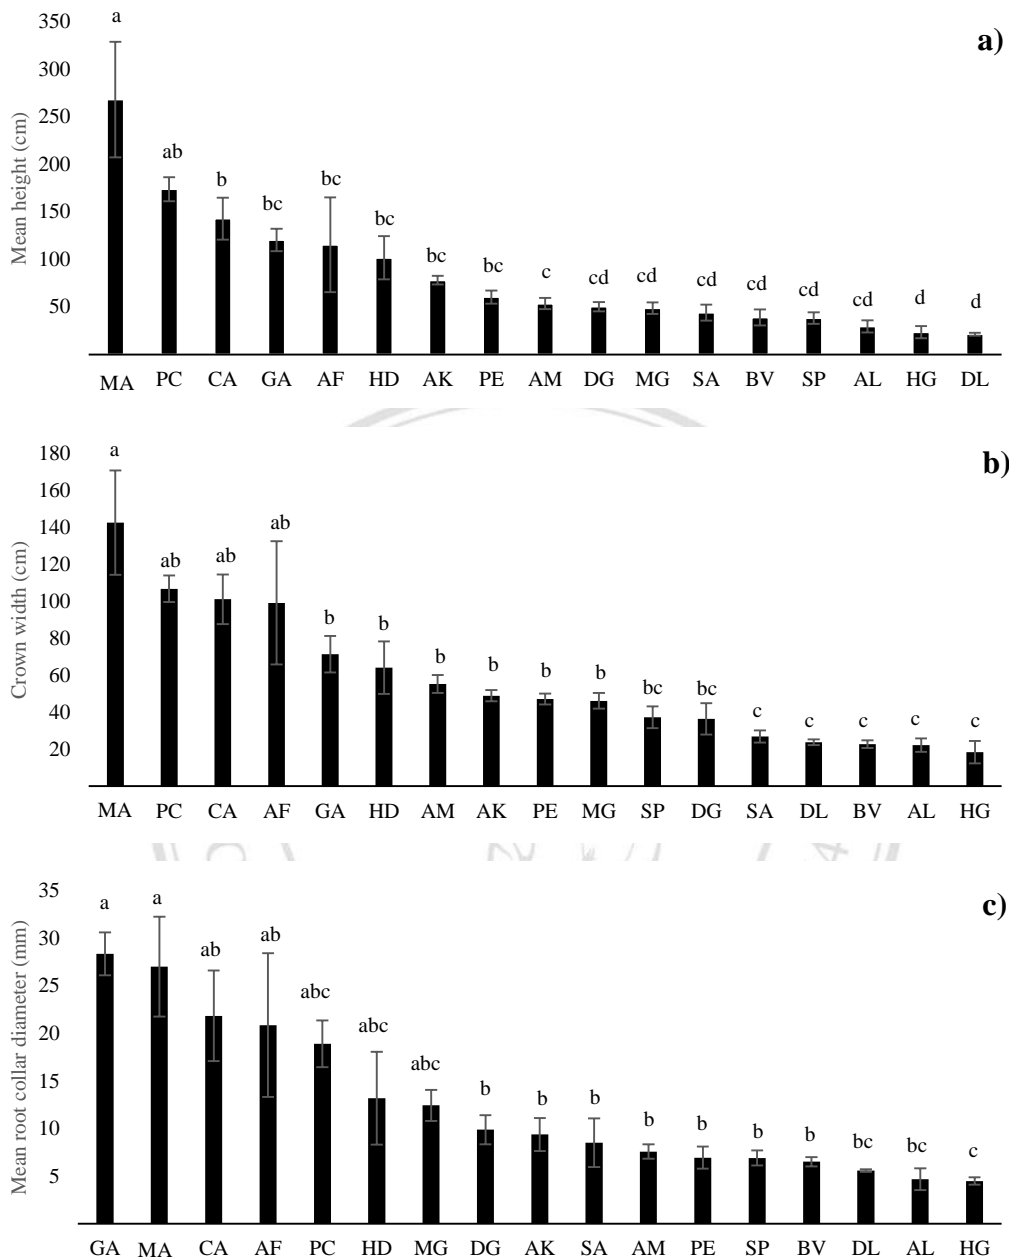 a)
Mean height (cm)
350
300
250
200
150
100
50
a
ab
b
bc
bc
bc
bc
bc
c
cd
cd
cd
cd
cd
cd
d
d
MA PC CA GA AF HD AK PE AM DG MG SA BV SP AL HG DL
b)
Crown width (cm)
180
160
140
120
100
80
60
40
20
a
ab
ab
ab
b
b
b
b
b
b
bc
bc
c
c
c
c
c
MA PC CA AF GA HD AM AK PE MG SP DG SA DL BV AL HG
c)
Mean root collar diameter (mm)
35
30
25
20
15
10
5
a
a
ab
ab
abc
abc
abc
b
b
b
b
b
b
b
bc
bc
c
GA MA CA AF PC HD MG DG AK SA AM PE SP BV DL AL HG